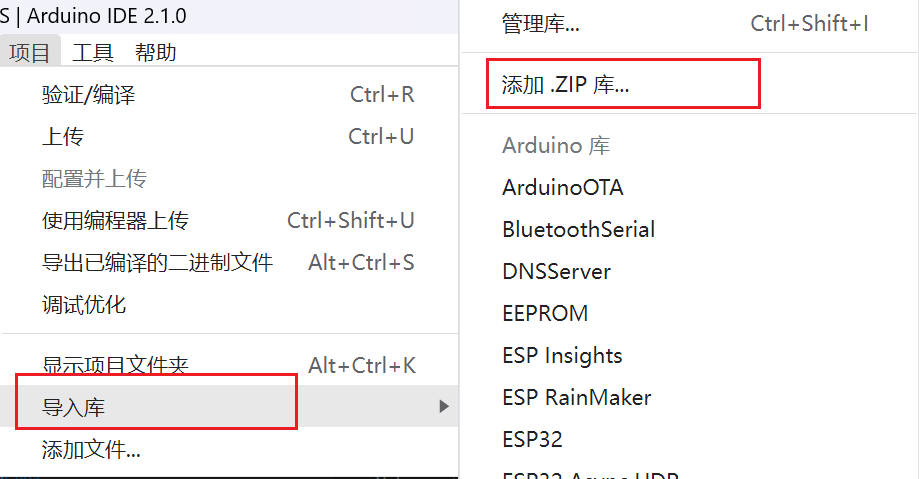 S | Arduino IDE 2.1.0
项目 工具 帮助
验证/编译 Ctrl+R
上传 Ctrl+U
配置并上传
使用编程器上传 Ctrl+Shift+U
导出已编译的二进制文件 Alt+Ctrl+S
调试优化
显示项目文件夹 Alt+Ctrl+K
导入库
添加文件...
管理库... Ctrl+Shift+I
添加 .ZIP 库...
Arduino 库
ArduinoOTA
BluetoothSerial
DNSServer
EEPROM
ESP Insights
ESP RainMaker
ESP32
ESP32 Async UDP